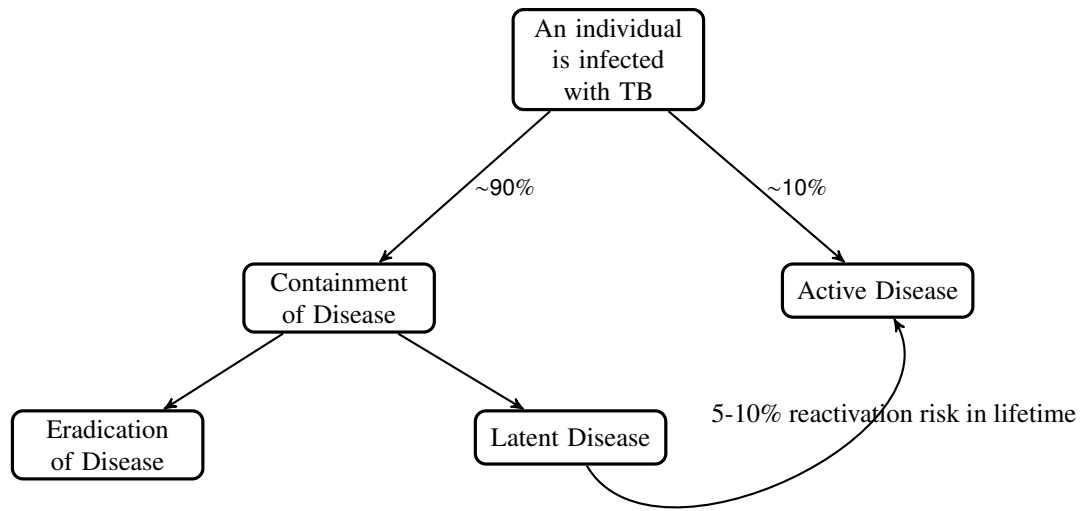 An individual
is infected
with TB
~90%
~10%
Containment
of Disease
Active Disease
Eradication
of Disease
Latent Disease
5-10% reactivation risk in lifetime